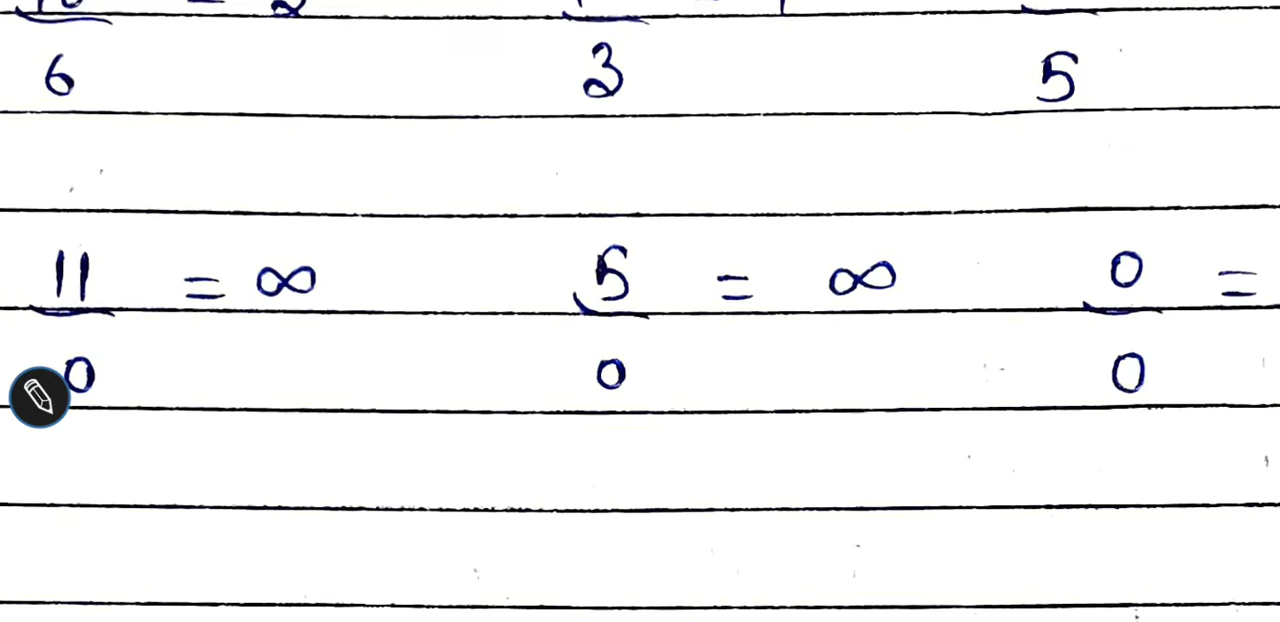 6 3 5
11 = ∞ 5 = ∞ 0 =
0 0 0